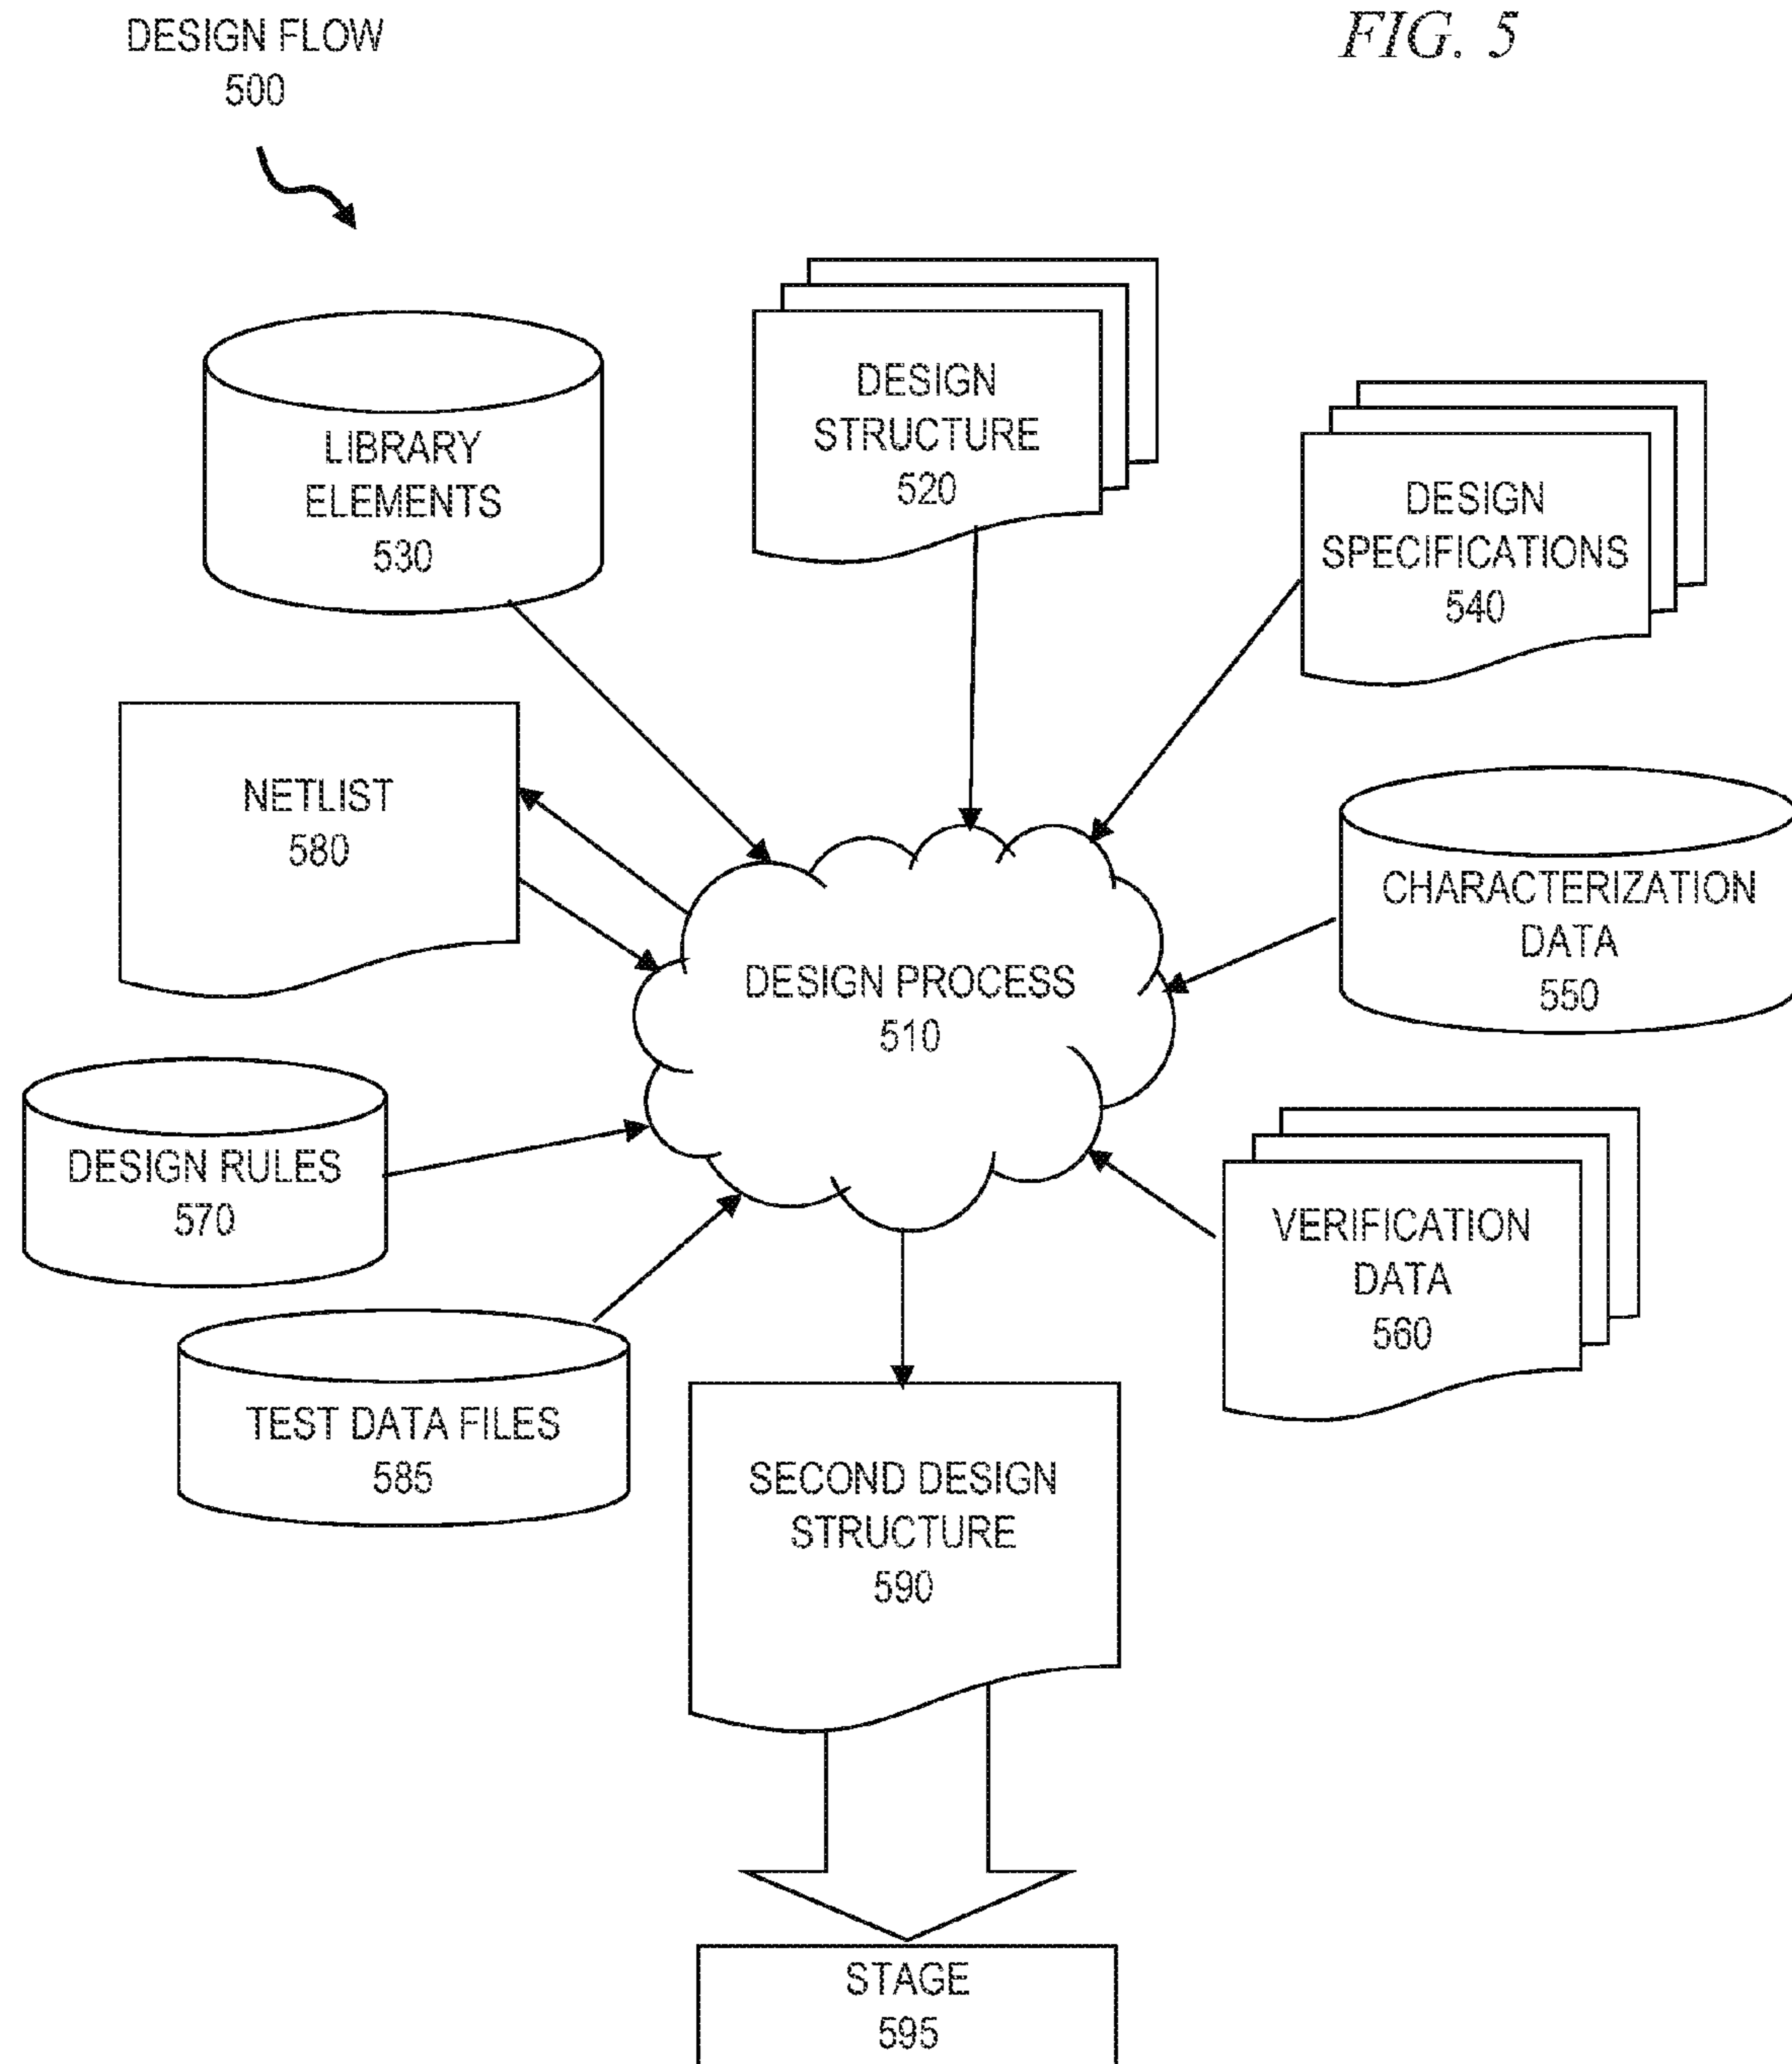 FIG. 5
DESIGN FLOW
500
DESIGN
STRUCTURE
520
LIBRARY
ELEMENTS
530
DESIGN
SPECIFICATIONS
540
NETLIST
580
CHARACTERIZATION
DATA
550
DESIGN PROCESS
510
DESIGN RULES
570
VERIFICATION
DATA
560
TEST DATA FILES
585
SECOND DESIGN
STRUCTURE
590
STAGE
595